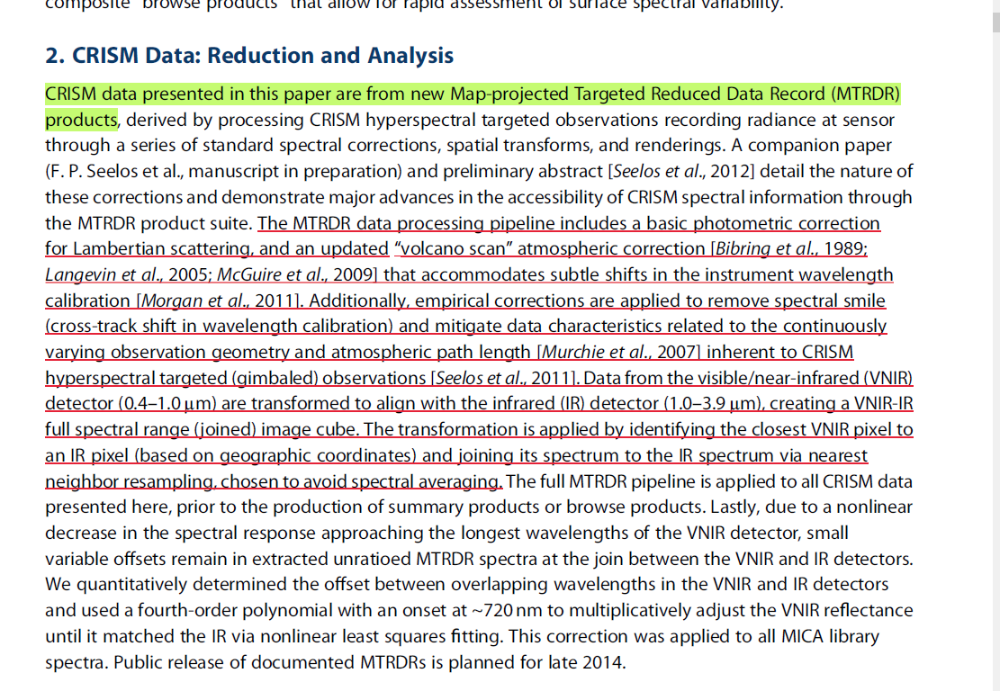 composite “browse products” that allow for rapid assessment of surface spectral variability.
2. CRISM Data: Reduction and Analysis
CRISM data presented in this paper are from new Map-projected Targeted Reduced Data Record (MTRDR)
products, derived by processing CRISM hyperspectral targeted observations recording radiance at sensor
through a series of standard spectral corrections, spatial transforms, and renderings. A companion paper
(F. P. Seelos et al., manuscript in preparation) and preliminary abstract [Seelos et al., 2012] detail the nature of
these corrections and demonstrate major advances in the accessibility of CRISM spectral information through
the MTRDR product suite. The MTRDR data processing pipeline includes a basic photometric correction
for Lambertian scattering, and an updated “volcano scan” atmospheric correction [Bibring et al., 1989;
Langevin et al., 2005; McGuire et al., 2009] that accommodates subtle shifts in the instrument wavelength
calibration [Morgan et al., 2011]. Additionally, empirical corrections are applied to remove spectral smile
(cross-track shift in wavelength calibration) and mitigate data characteristics related to the continuously
varying observation geometry and atmospheric path length [Murchie et al., 2007] inherent to CRISM
hyperspectral targeted (gimbaled) observations [Seelos et al., 2011]. Data from the visible/near-infrared (VNIR)
detector (0.4–1.0 μm) are transformed to align with the infrared (IR) detector (1.0–3.9 μm), creating a VNIR-IR
full spectral range (joined) image cube. The transformation is applied by identifying the closest VNIR pixel to
an IR pixel (based on geographic coordinates) and joining its spectrum to the IR spectrum via nearest
neighbor resampling, chosen to avoid spectral averaging. The full MTRDR pipeline is applied to all CRISM data
presented here, prior to the production of summary products or browse products. Lastly, due to a nonlinear
decrease in the spectral response approaching the longest wavelengths of the VNIR detector, small
variable offsets remain in extracted unratioed MTRDR spectra at the join between the VNIR and IR detectors.
We quantitatively determined the offset between overlapping wavelengths in the VNIR and IR detectors
and used a fourth-order polynomial with an onset at ~720 nm to multiplicatively adjust the VNIR reflectance
until it matched the IR via nonlinear least squares fitting. This correction was applied to all MICA library
spectra. Public release of documented MTRDRs is planned for late 2014.